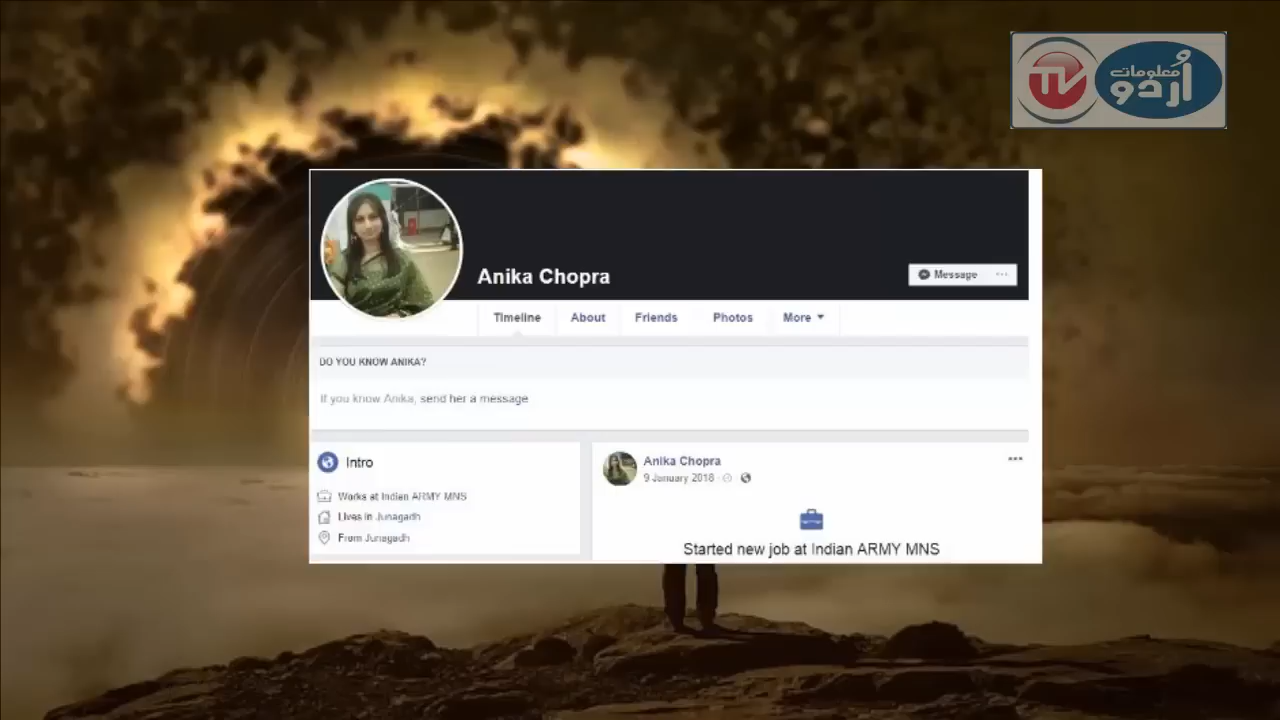 TV
معلومات
اُردو
Anika Chopra
Message
Timeline
About
Friends
Photos
More
DO YOU KNOW ANIKA?
If you know Anika, send her a message
Intro
Works at Indian ARMY MNS
Lives in Junagadh
From Junagadh
Anika Chopra
9 January 2018
Started new job at Indian ARMY MNS